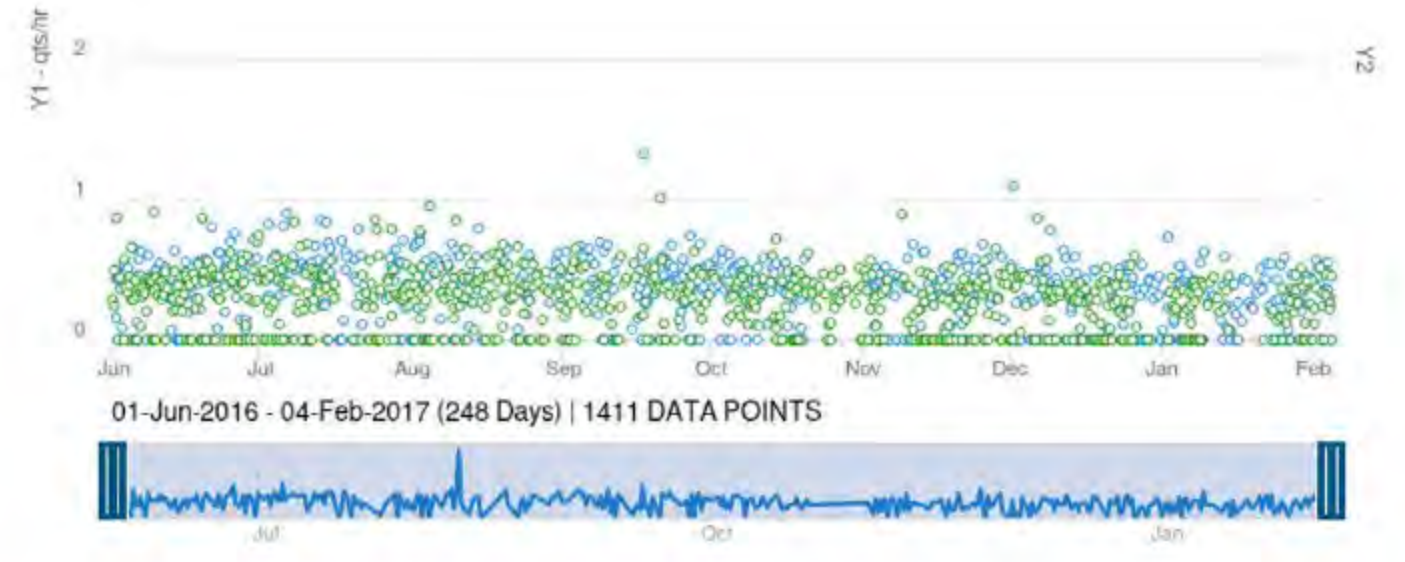 Y1 - qts/hr
2
1
0
Y2
Jun Jul Aug Sep Oct Nov Dec Jan Feb
01-Jun-2016 - 04-Feb-2017 (248 Days) | 1411 DATA POINTS
Jul Oct Jan